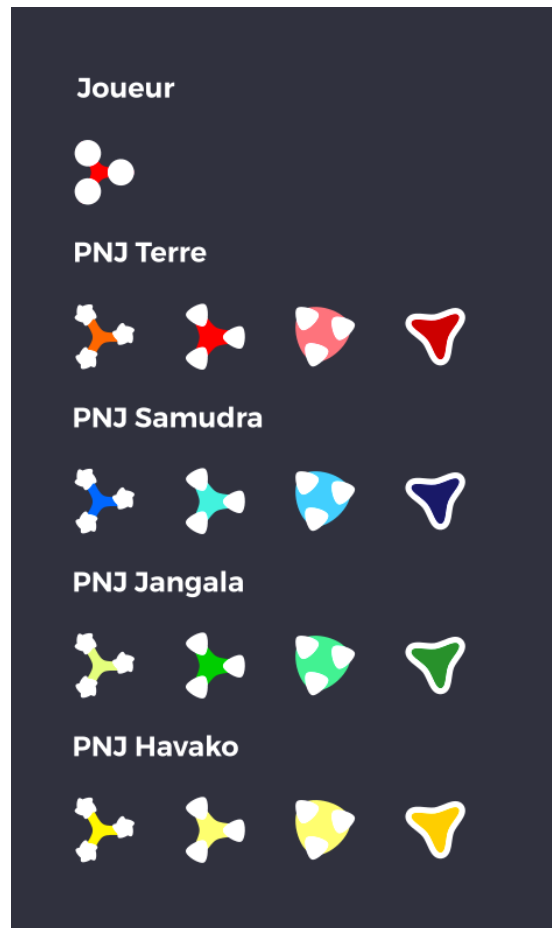 Joueur
PNJ Terre
PNJ Samudra
PNJ Jangala
PNJ Havako